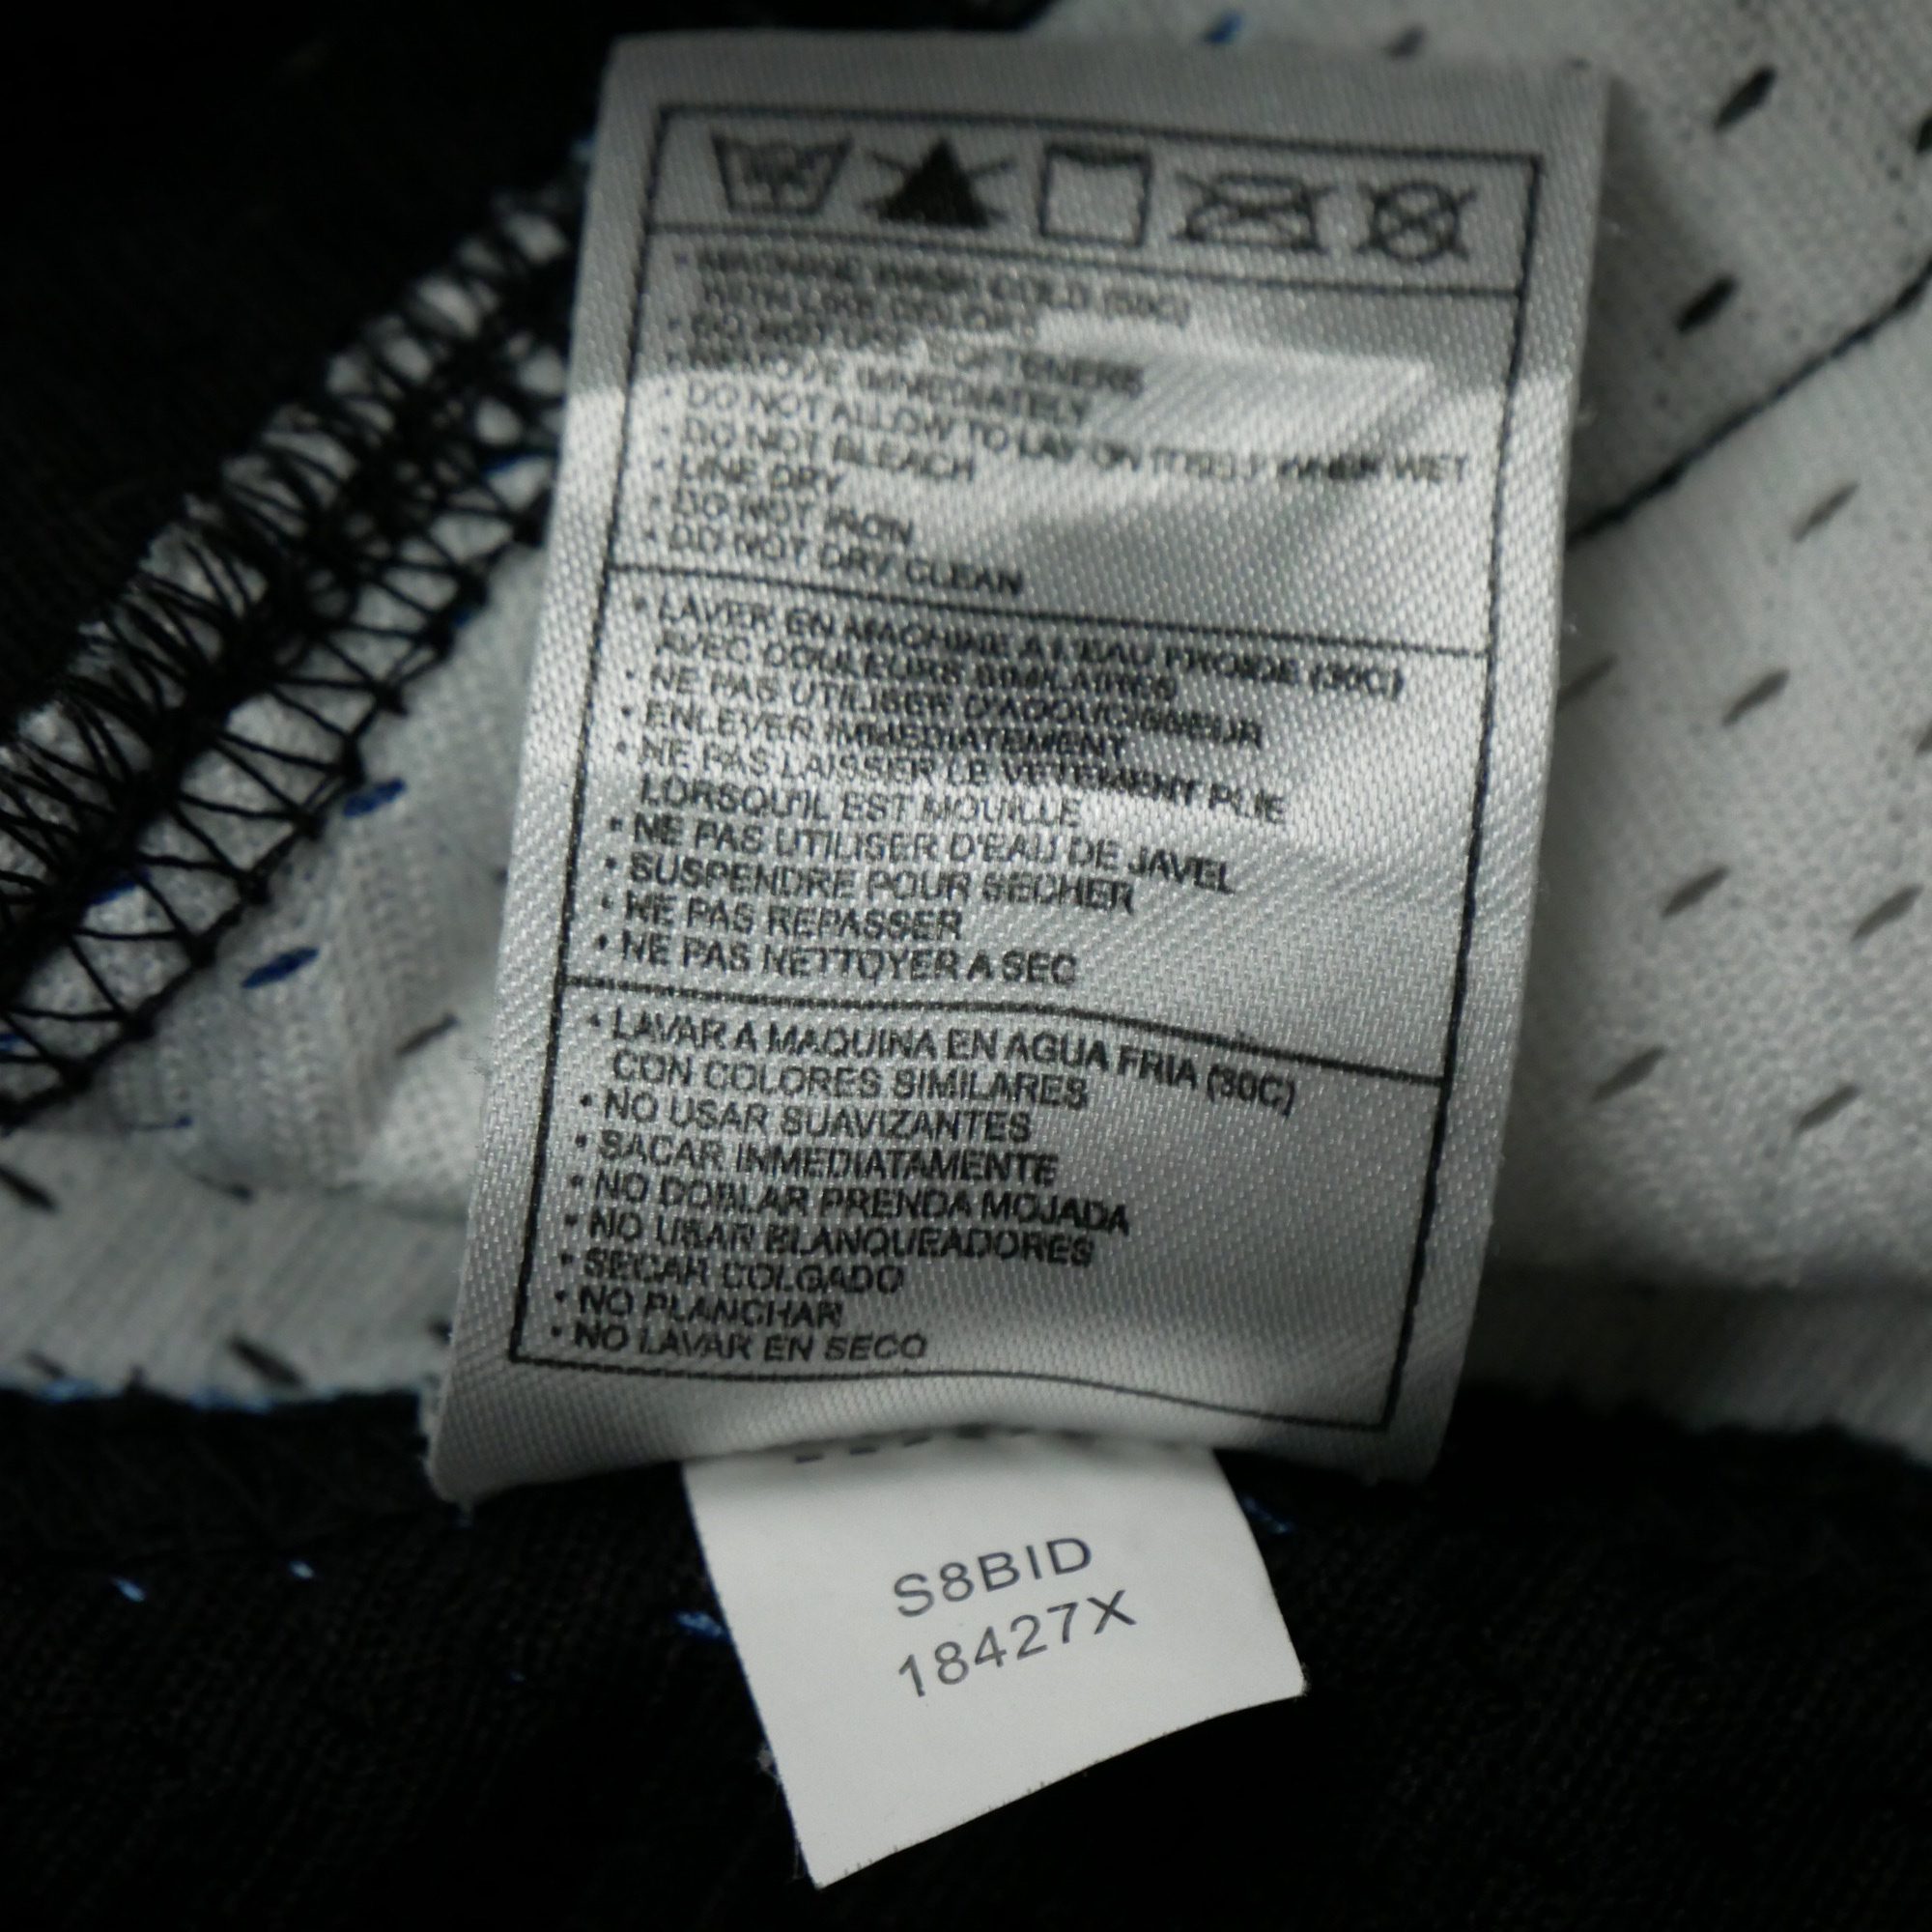 • MACHINE WASH COLD (30C)
WITH LIKE COLORS
• DO NOT USE SOFTENERS
• REMOVE IMMEDIATELY
• DO NOT ALLOW TO LAY ON ITSELF WHEN WET
• DO NOT BLEACH
• LINE DRY
• DO NOT IRON
• DO NOT DRY CLEAN
• LAVER EN MACHINE A L'EAU FROIDE (30C)
AVEC COULEURS SIMILAIRES
• NE PAS UTILISER D'ADOUCISSEUR
• ENLEVER IMMEDIATEMENT
• NE PAS LAISSER LE VETEMENT PLIE
LORSQU'IL EST MOUILLE
• NE PAS UTILISER D'EAU DE JAVEL
• SUSPENDRE POUR SECHER
• NE PAS REPASSER
• NE PAS NETTOYER A SEC
• LAVAR A MAQUINA EN AGUA FRIA (30C)
CON COLORES SIMILARES
• NO USAR SUAVIZANTES
• SACAR INMEDIATAMENTE
• NO DOBLAR PRENDA MOJADA
• NO USAR BLANQUEADORES
• SECAR COLGADO
• NO PLANCHAR
• NO LAVAR EN SECO
S8BID
18427X